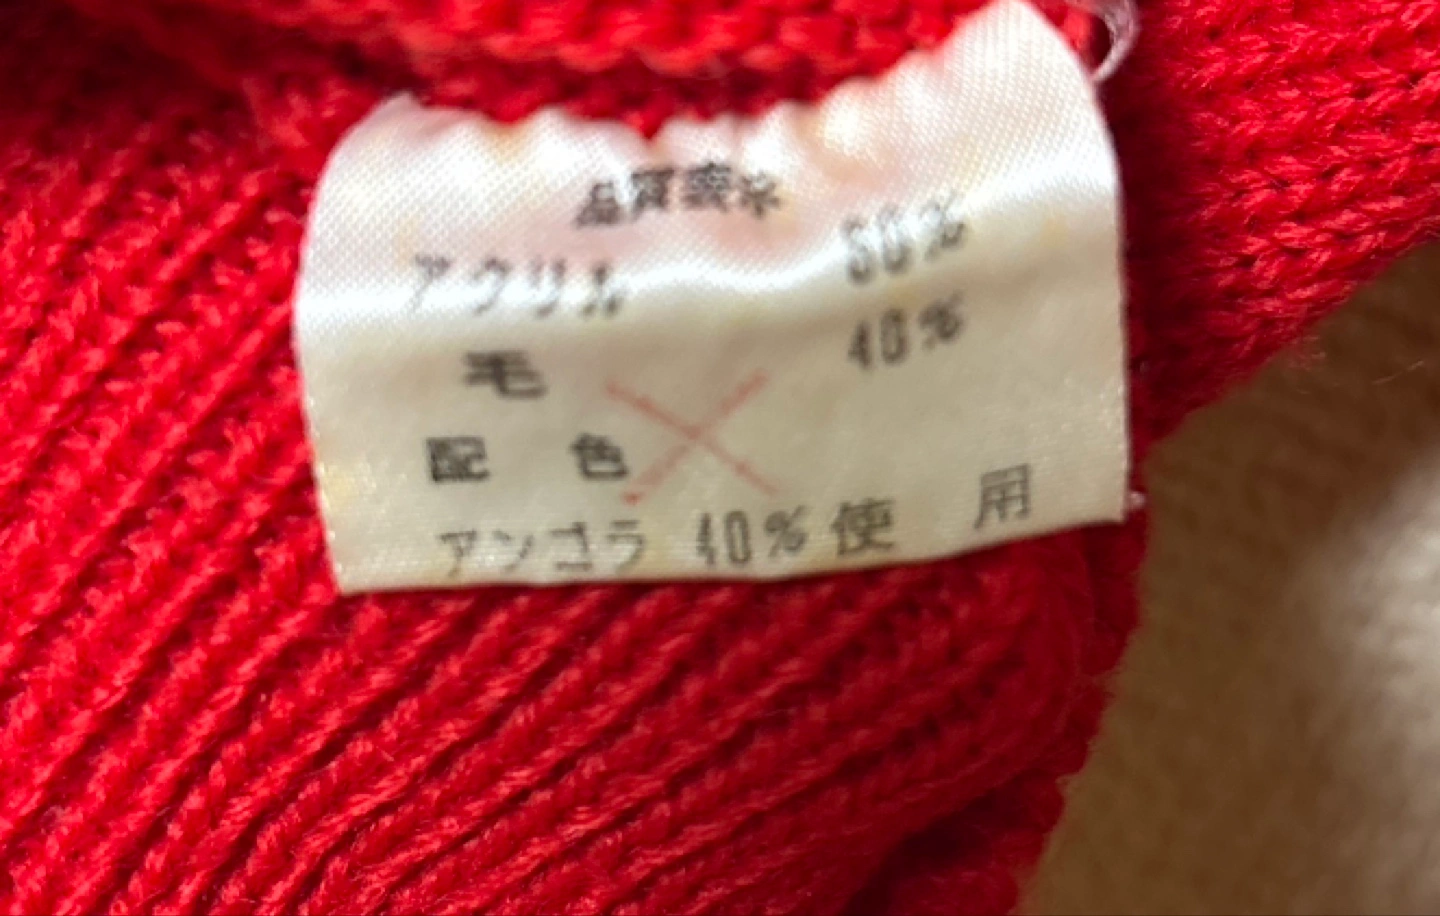 品質表示
アクリル 60%
毛 40%
配色
アンゴラ 40%使用